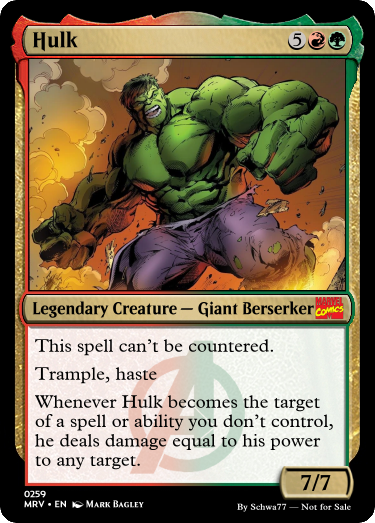 Hulk 5
Legendary Creature — Giant Berserker MARVEL COMICS
This spell can't be countered.
Trample, haste
Whenever Hulk becomes the target
of a spell or ability you don't control,
he deals damage equal to his power
to any target.
7/7
0259
MRV • EN Mark Bagley
By Schwa77 — Not for Sale